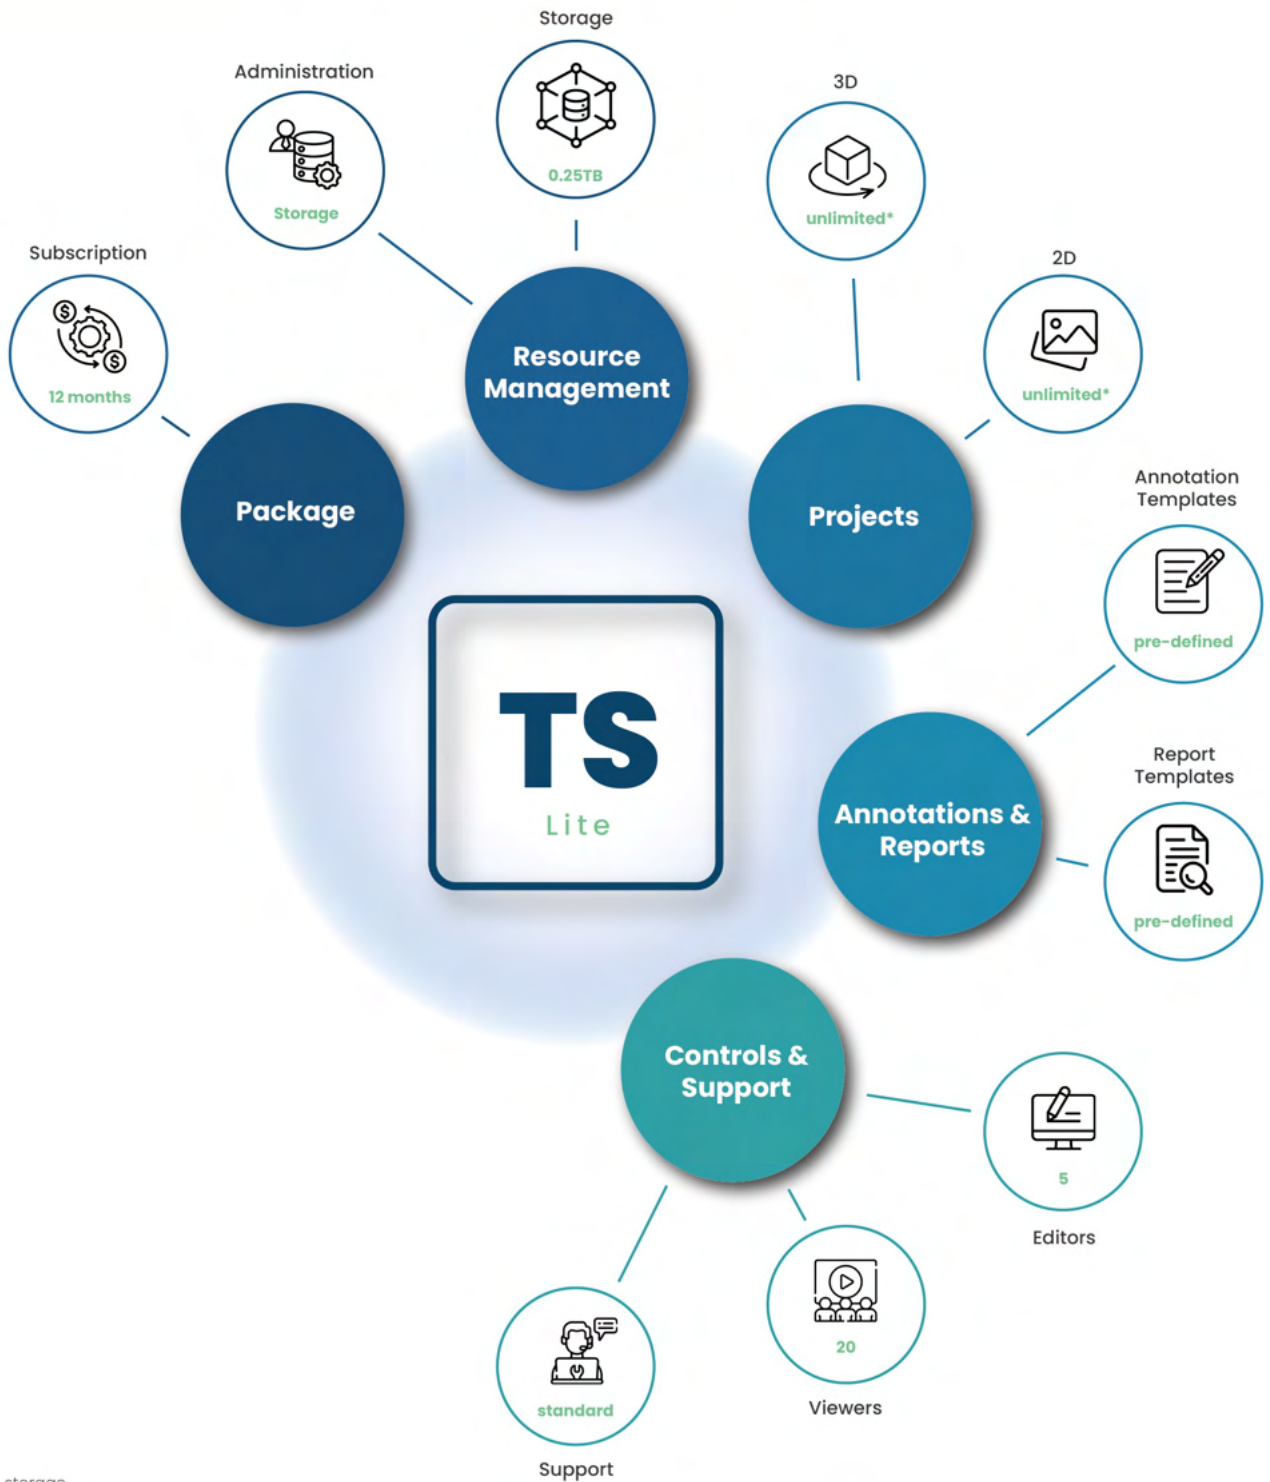 Storage
0.25TB
Administration
Storage
3D
unlimited*
2D
unlimited*
Subscription
12 months
Resource
Management
Package
Projects
Annotation
Templates
pre-defined
TS
Lite
Annotations &
Reports
Report
Templates
pre-defined
Controls &
Support
5
Editors
20
Viewers
standard
Support
storage